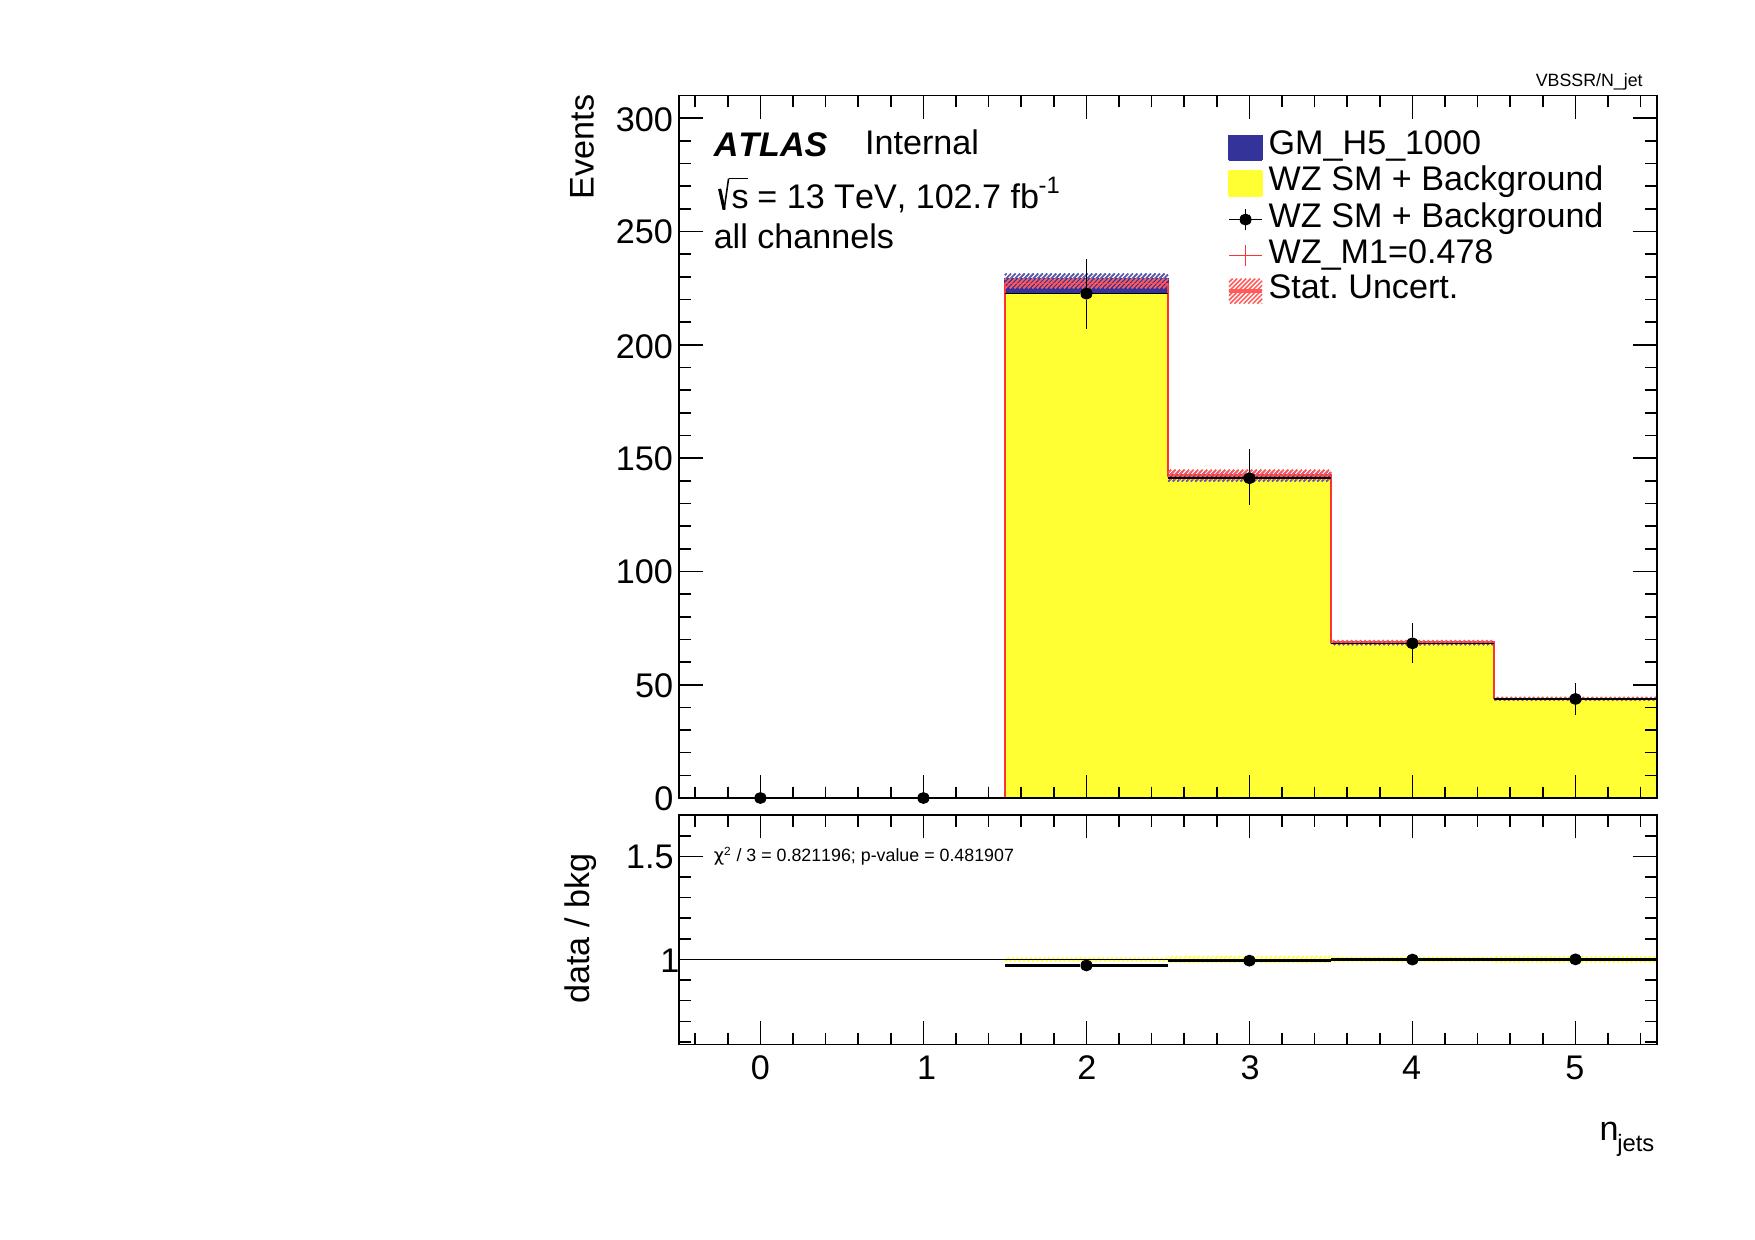 VBSSR/N_jet
Events
300
250
200
150
100
50
0
ATLAS Internal
√s = 13 TeV, 102.7 fb-1
all channels
GM_H5_1000
WZ SM + Background
WZ SM + Background
WZ_M1=0.478
Stat. Uncert.
data / bkg
1.5
1
χ2 / 3 = 0.821196; p-value = 0.481907
0 1 2 3 4 5
njets